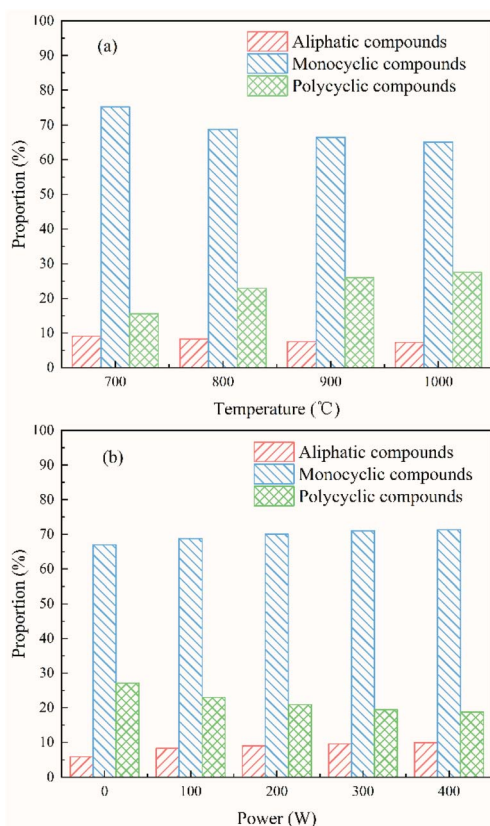 100
90
80
70
60
50
40
30
20
10
0
Proportion (%)
(a)
Aliphatic compounds
Monocyclic compounds
Polycyclic compounds
700 800 900 1000
Temperature (℃)
100
90
80
70
60
50
40
30
20
10
0
Proportion (%)
(b)
Aliphatic compounds
Monocyclic compounds
Polycyclic compounds
0 100 200 300 400
Power (W)